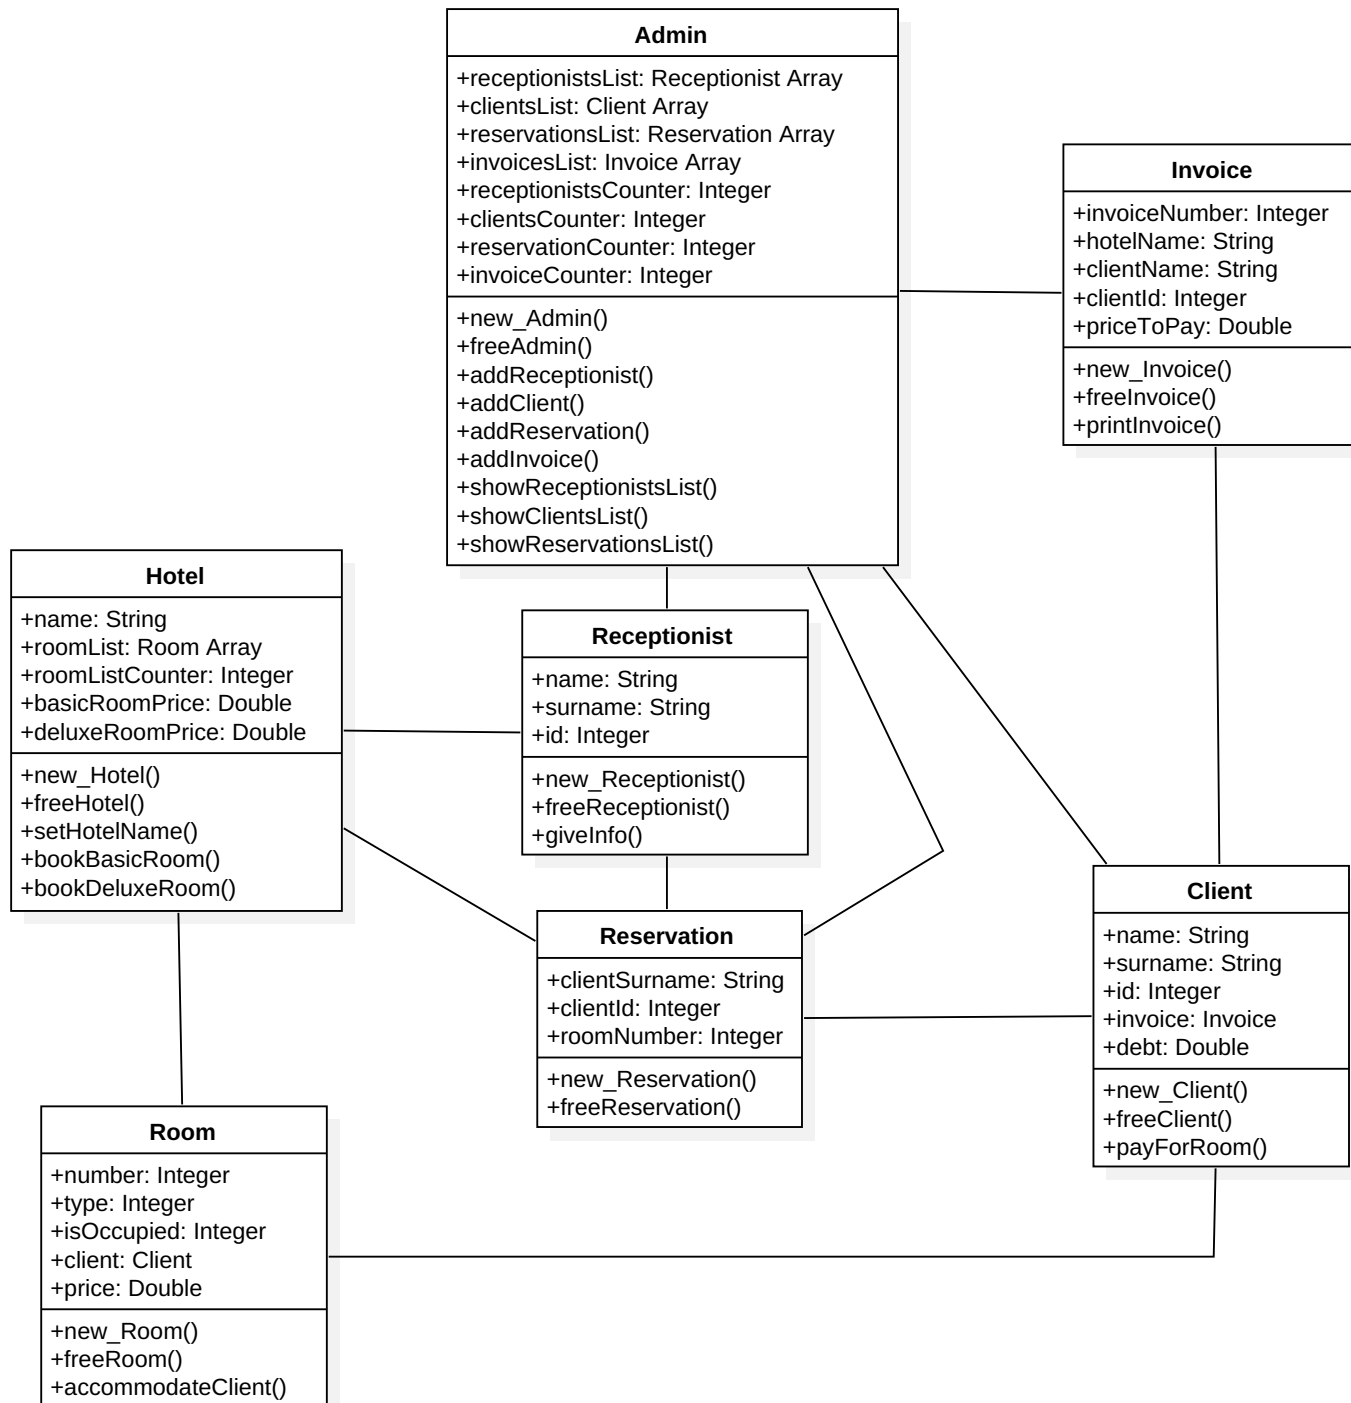 Admin
+receptionistsList: Receptionist Array
+clientsList: Client Array
+reservationsList: Reservation Array
+invoicesList: Invoice Array
+receptionistsCounter: Integer
+clientsCounter: Integer
+reservationCounter: Integer
+invoiceCounter: Integer
+new_Admin()
+freeAdmin()
+addReceptionist()
+addClient()
+addReservation()
+addInvoice()
+showReceptionistsList()
+showClientsList()
+showReservationsList()
Invoice
+invoiceNumber: Integer
+hotelName: String
+clientName: String
+clientId: Integer
+priceToPay: Double
+new_Invoice()
+freeInvoice()
+printInvoice()
Hotel
+name: String
+roomList: Room Array
+roomListCounter: Integer
+basicRoomPrice: Double
+deluxeRoomPrice: Double
+new_Hotel()
+freeHotel()
+setHotelName()
+bookBasicRoom()
+bookDeluxeRoom()
Receptionist
+name: String
+surname: String
+id: Integer
+new_Receptionist()
+freeReceptionist()
+giveInfo()
Reservation
+clientSurname: String
+clientId: Integer
+roomNumber: Integer
+new_Reservation()
+freeReservation()
Client
+name: String
+surname: String
+id: Integer
+invoice: Invoice
+debt: Double
+new_Client()
+freeClient()
+payForRoom()
Room
+number: Integer
+type: Integer
+isOccupied: Integer
+client: Client
+price: Double
+new_Room()
+freeRoom()
+accommodateClient()